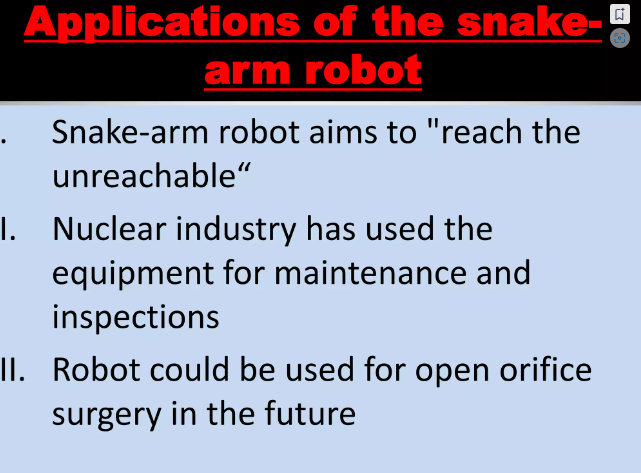 Applications of the snake-
arm robot
. Snake-arm robot aims to "reach the
unreachable“
I. Nuclear industry has used the
equipment for maintenance and
inspections
II. Robot could be used for open orifice
surgery in the future